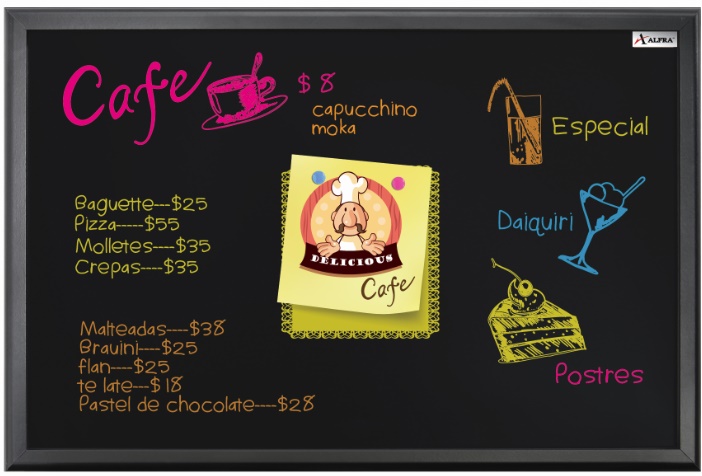 Cafe $8
capucchino
moka
ALFRA
Especial
Baguette---$25
Pizza-----$55
Molletes----$35
Crepas----$35
DELICIOUS
Cafe
Daiquiri
Malteadas----$38
Brauini----$25
flan----$25
te late---$18
Pastel de chocolate----$28
Postres